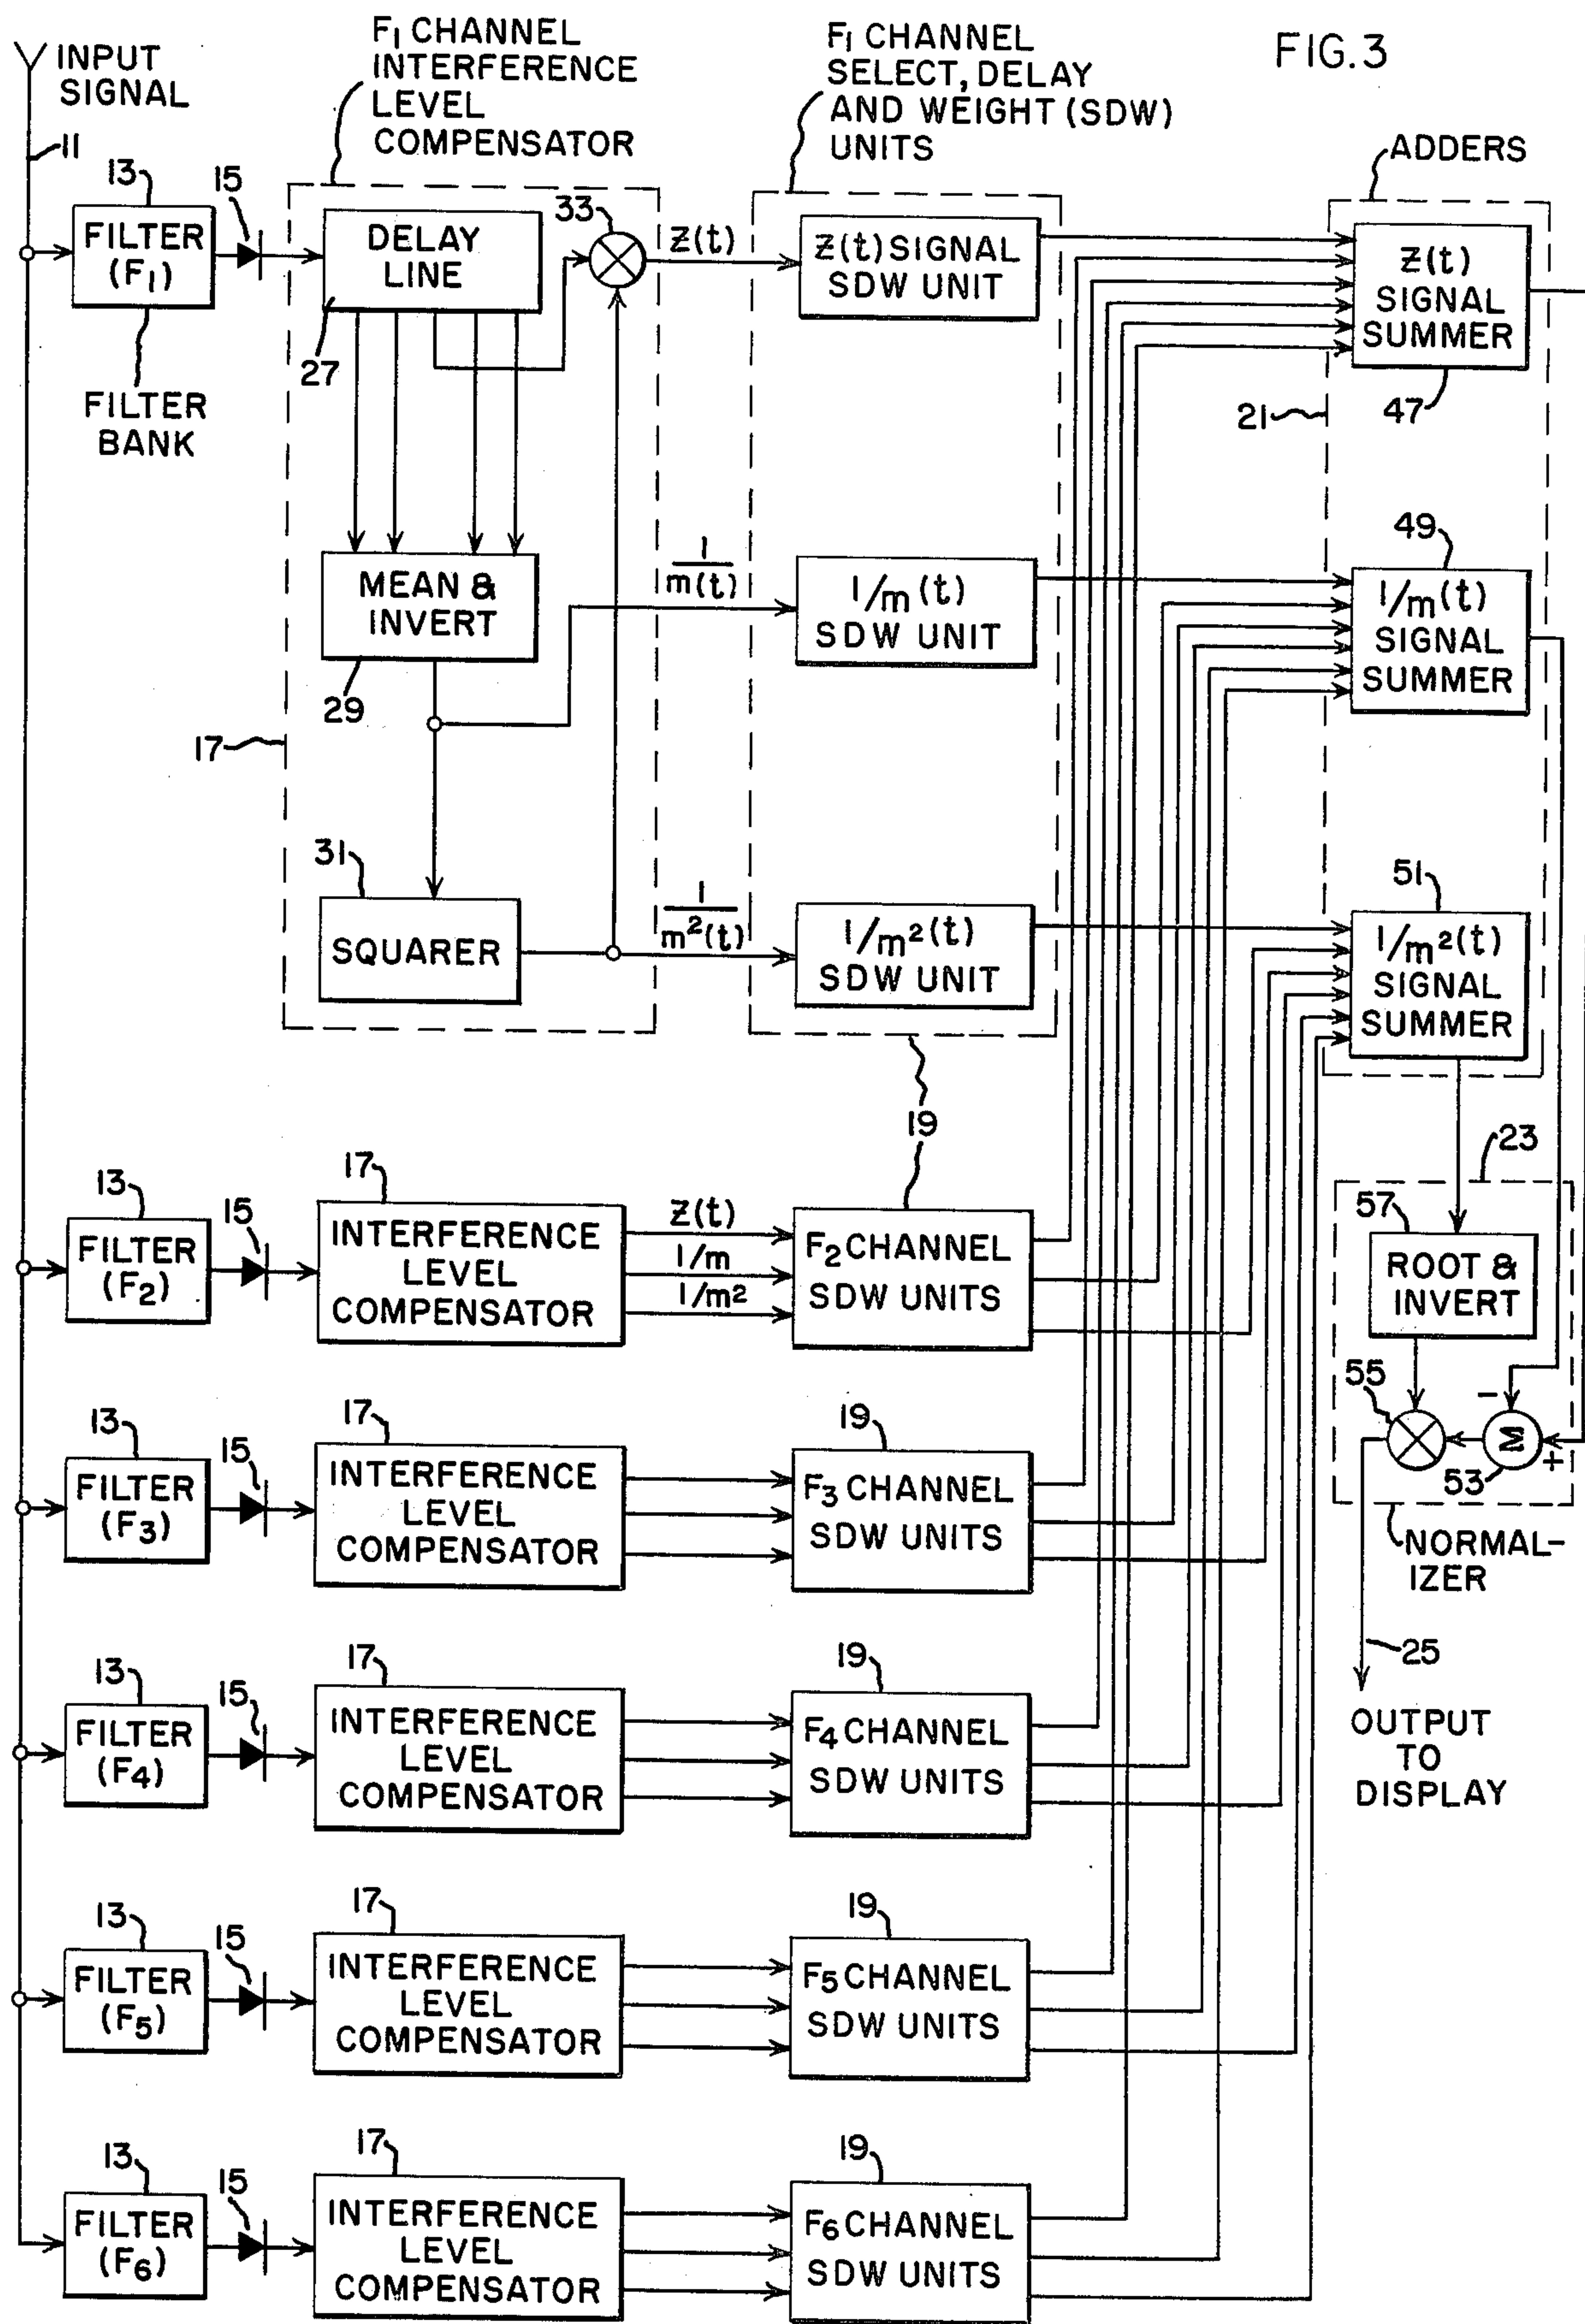 FIG.3
INPUT
SIGNAL
11
F1 CHANNEL
INTERFERENCE
LEVEL
COMPENSATOR
F1 CHANNEL
SELECT, DELAY
AND WEIGHT (SDW)
UNITS
ADDERS
13
FILTER
(F1)
FILTER
BANK
15
DELAY
LINE
27
33
Z(t)
Z(t) SIGNAL
SDW UNIT
Z(t)
SIGNAL
SUMMER
47
21
MEAN &
INVERT
29
17
1
m(t)
1/m(t)
SDW UNIT
49
1/m(t)
SIGNAL
SUMMER
31
SQUARER
1
m²(t)
1/m²(t)
SDW UNIT
51
1/m²(t)
SIGNAL
SUMMER
19
23
57
ROOT &
INVERT
55
−
M
+
53
NORMAL-
IZER
25
OUTPUT
TO
DISPLAY
13
FILTER
(F2)
15
17
INTERFERENCE
LEVEL
COMPENSATOR
Z(t)
1/m
1/m²
F2 CHANNEL
SDW UNITS
13
FILTER
(F3)
15
17
INTERFERENCE
LEVEL
COMPENSATOR
19
F3 CHANNEL
SDW UNITS
13
FILTER
(F4)
15
17
INTERFERENCE
LEVEL
COMPENSATOR
19
F4 CHANNEL
SDW UNITS
13
FILTER
(F5)
15
17
INTERFERENCE
LEVEL
COMPENSATOR
19
F5 CHANNEL
SDW UNITS
13
FILTER
(F6)
15
17
INTERFERENCE
LEVEL
COMPENSATOR
19
F6 CHANNEL
SDW UNITS